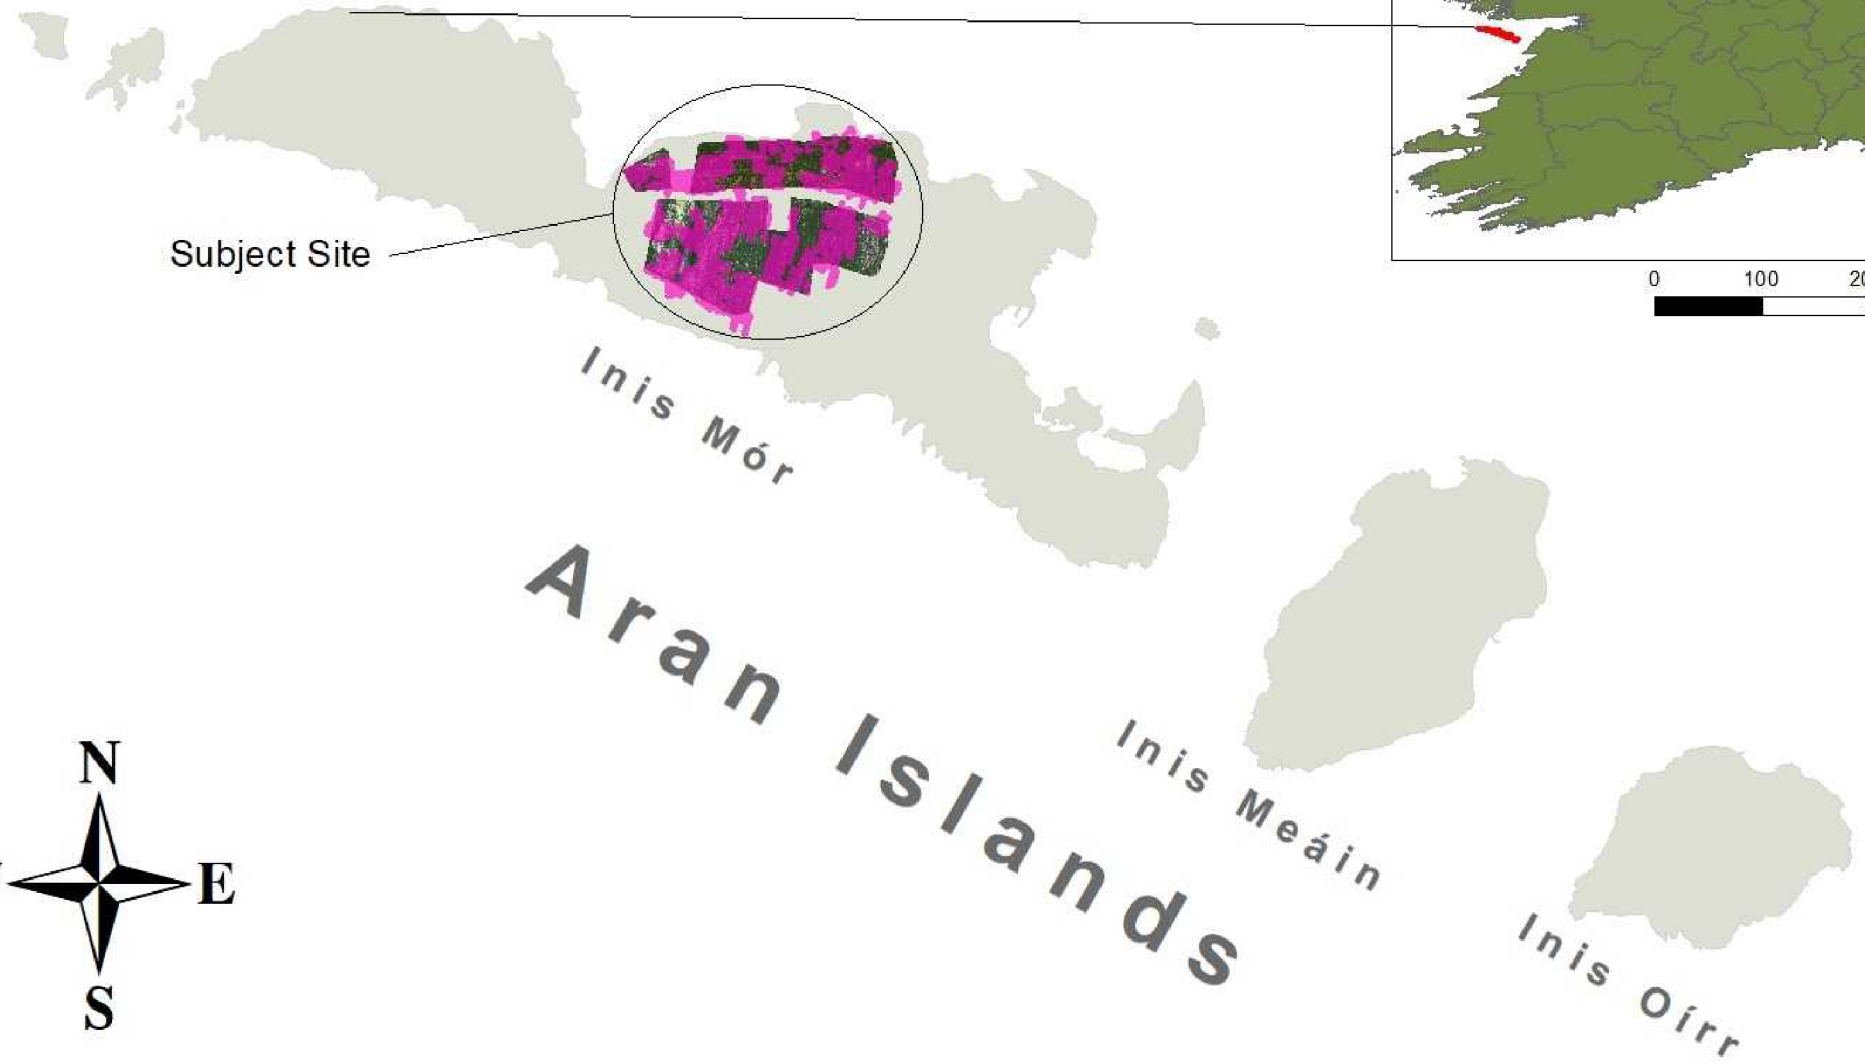 Subject Site
0 100
Inis Mór
Aran Islands
Inis Meáin
Inis Oírr
N
E
S